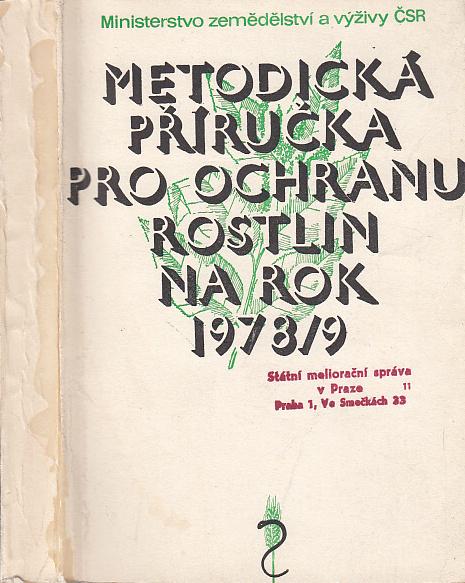 Ministerstvo zemědělství a výživy ČSR
METODICKÁ
PŘÍRUČKA
PRO OCHRANU
ROSTLIN
NA ROK
1978/9
Státní meliorační správa
v Praze 11
Praha 1, Ve Smečkách 33